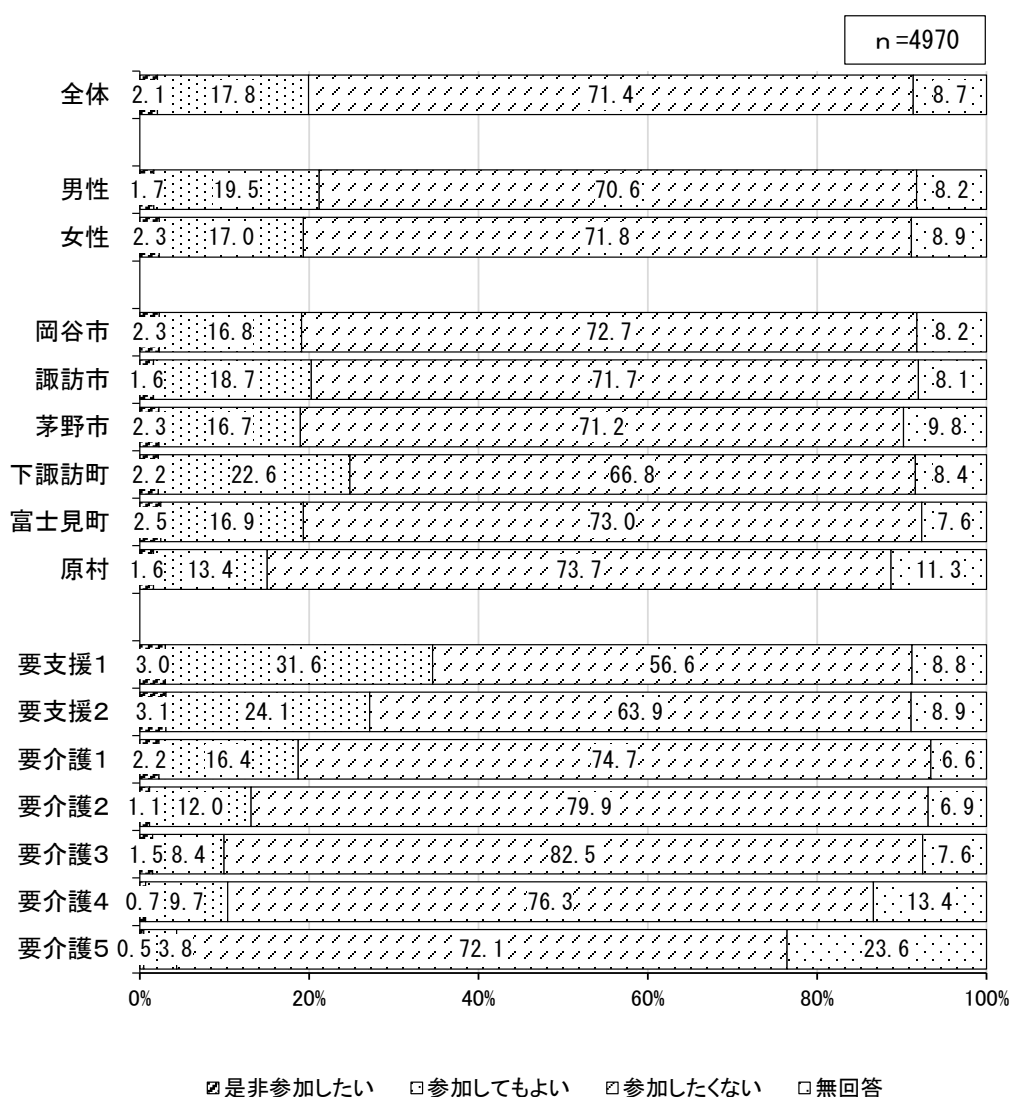 n=4970
全体 2.1 17.8 71.4 8.7
男性 1.7 19.5 70.6 8.2
女性 2.3 17.0 71.8 8.9
岡谷市 2.3 16.8 72.7 8.2
諏訪市 1.6 18.7 71.7 8.1
茅野市 2.3 16.7 71.2 9.8
下諏訪町 2.2 22.6 66.8 8.4
富士見町 2.5 16.9 73.0 7.6
原村 1.6 13.4 73.7 11.3
要支援1 3.0 31.6 56.6 8.8
要支援2 3.1 24.1 63.9 8.9
要介護1 2.2 16.4 74.7 6.6
要介護2 1.1 12.0 79.9 6.9
要介護3 1.5 8.4 82.5 7.6
要介護4 0.7 9.7 76.3 13.4
要介護5 0.5 3.8 72.1 23.6
0% 20% 40% 60% 80% 100%
是非参加したい 参加してもよい 参加したくない 無回答